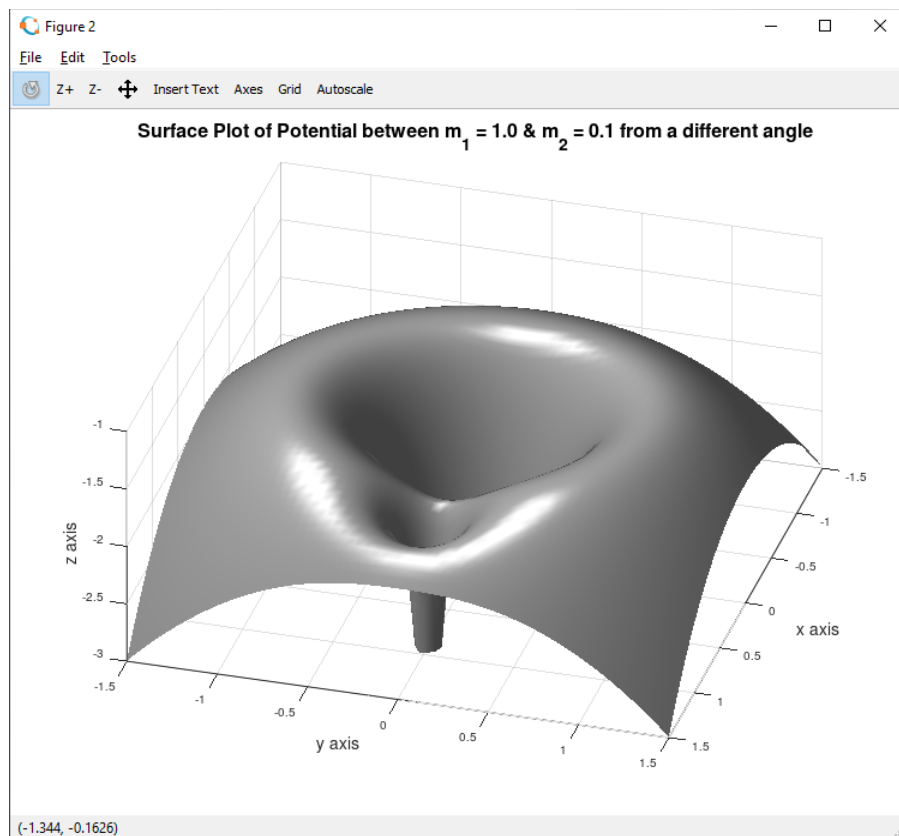 Figure 2
File Edit Tools
Z+ Z- Insert Text Axes Grid Autoscale
Surface Plot of Potential between m_1 = 1.0 & m_2 = 0.1 from a different angle
-1
-1.5
-2
-2.5
-3
z axis
-1.5
-1
-0.5
0
0.5
1
1.5
y axis
-1.5
-1
-0.5
0
0.5
1
1.5
x axis
(-1.344, -0.1626)